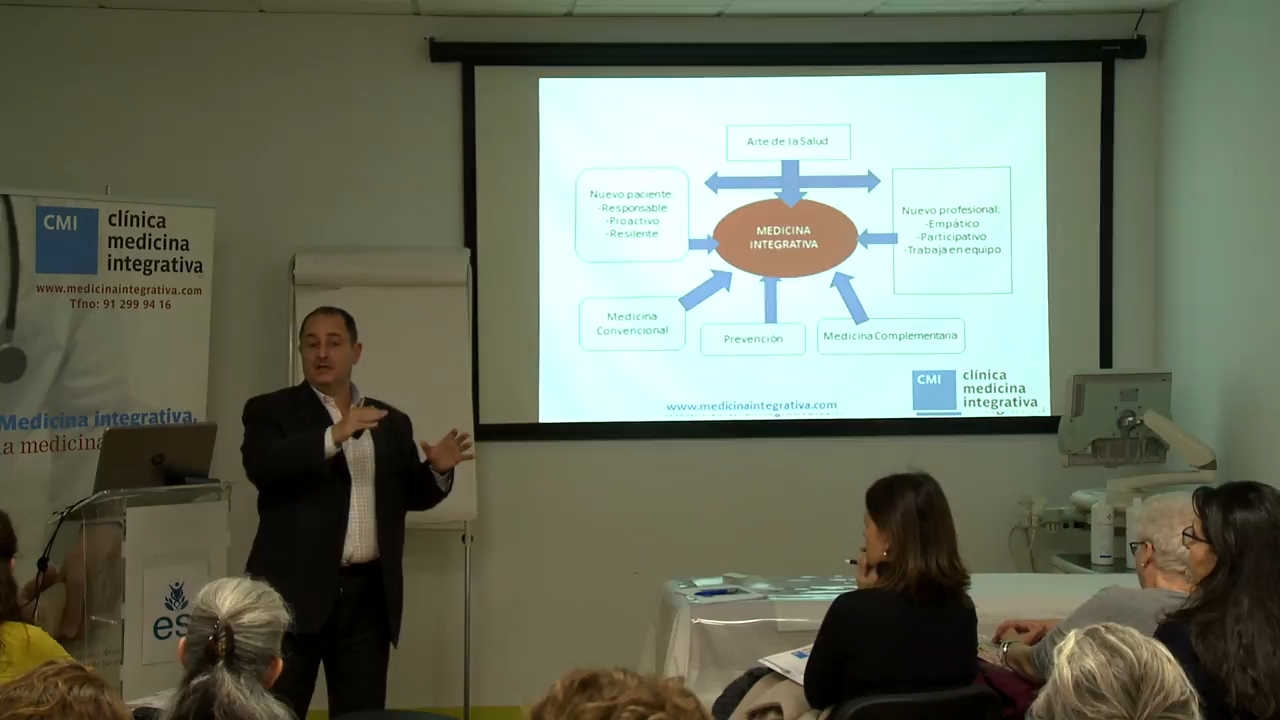 CMI
clínica
medicina
integrativa
www.medicinaintegrativa.com
Tfno: 91 299 94 16
Medicina integrativa,
la medicina
hp
es
Arte de la Salud
Nuevo paciente:
-Responsable
-Proactivo
-Resilente
MEDICINA
INTEGRATIVA
Nuevo profesional:
-Empático
-Participativo
-Trabaja en equipo
Medicina
Convencional
Prevención
Medicina Complementaria
www.medicinaintegrativa.com
CMI
clínica
medicina
integrativa